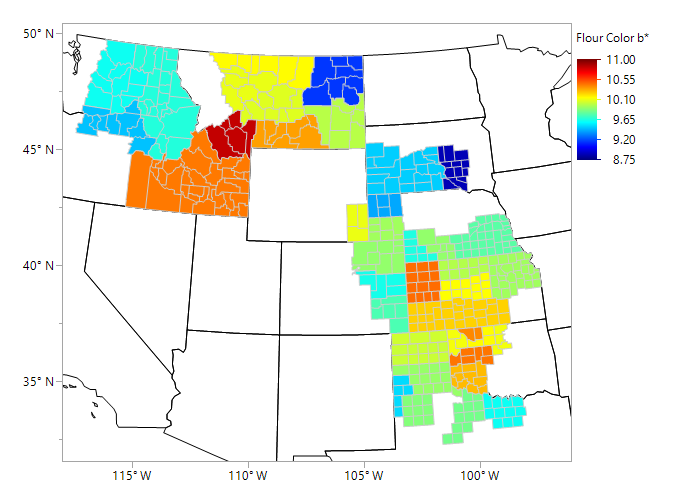 50° N
45° N
40° N
35° N
115° W
110° W
105° W
100° W
Flour Color b*
11.00
10.55
10.10
9.65
9.20
8.75